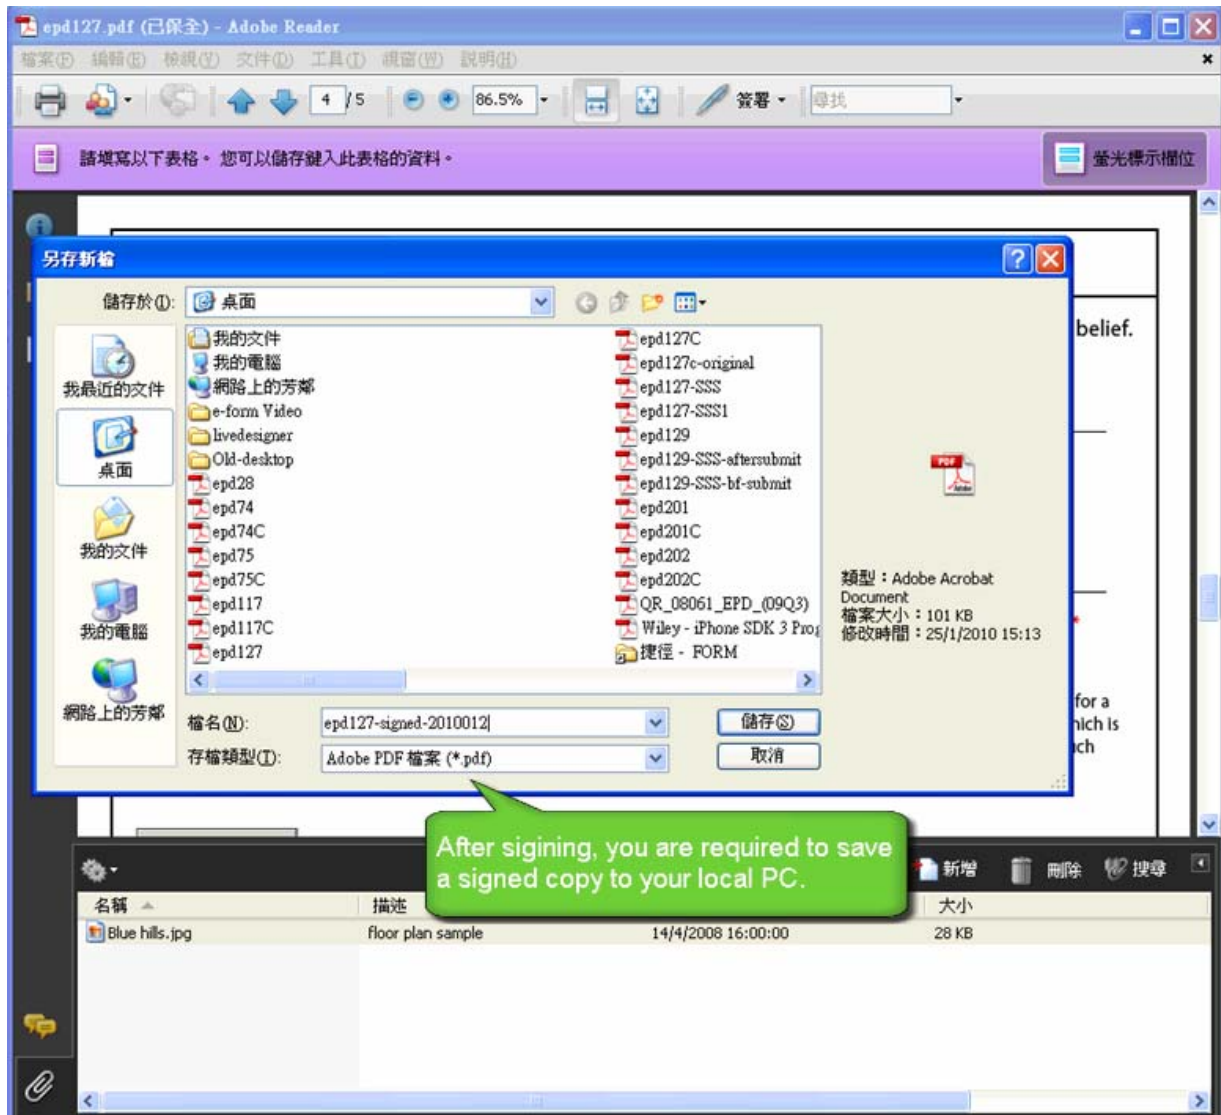 epd127.pdf (已保全) - Adobe Reader
檔案(F) 編輯(E) 檢視(V) 文件(D) 工具(T) 視窗(W) 説明(H)
4 / 5 86.5% 簽署 尋找
請填寫以下表格。 您可以儲存鍵入此表格的資料。 螢光標示欄位
另存新檔
儲存於(I): 桌面
belief.
我最近的文件
桌面
我的文件
我的電腦
網路上的芳鄰
我的文件
我的電腦
網路上的芳鄰
e-form Video
livedesigner
Old-desktop
epd28
epd74
epd74C
epd75
epd75C
epd117
epd117C
epd127
epd127C
epd127c-original
epd127-SSS
epd127-SSS1
epd129
epd129-SSS-aftersubmit
epd129-SSS-bf-submit
epd201
epd201C
epd202
epd202C
QR_08061_EPD_(09Q3)
Wiley - iPhone SDK 3 Prog
捷徑 - FORM
PDF
Adobe
類型：Adobe Acrobat
Document
檔案大小：101 KB
修改時間：25/1/2010 15:13
*
for a
hich is
uch
檔名(N): epd127-signed-2010012 儲存(S)
存檔類型(T): Adobe PDF 檔案 (*.pdf) 取消
After sigining, you are required to save
a signed copy to your local PC.
新增 刪除 搜尋
名稱 描述 大小
Blue hills.jpg floor plan sample 14/4/2008 16:00:00 28 KB